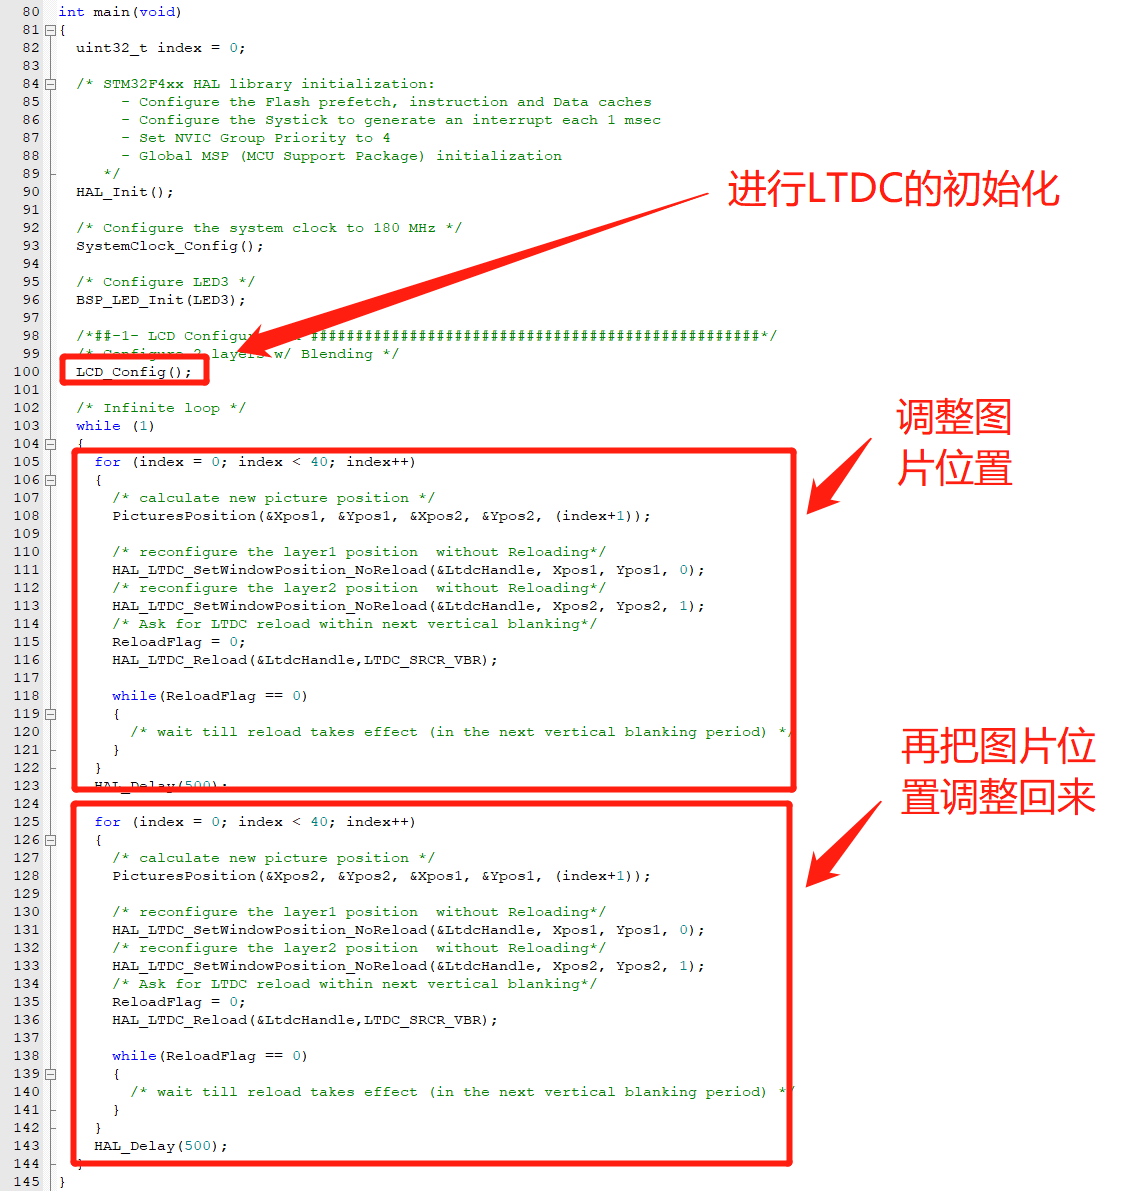 80 int main(void)
81 {
82 uint32_t index = 0;
83
84 /* STM32F4xx HAL library initialization:
85 - Configure the Flash prefetch, instruction and Data caches
86 - Configure the Systick to generate an interrupt each 1 msec
87 - Set NVIC Group Priority to 4
88 - Global MSP (MCU Support Package) initialization
89 */
90 HAL_Init();
91
92 /* Configure the system clock to 180 MHz */
93 SystemClock_Config();
94
95 /* Configure LED3 */
96 BSP_LED_Init(LED3);
97
98 /*##-1- LCD Configu ##################################################*/
99 /* Configure 2 layers w/ Blending */
100 LCD_Config();
101
102 /* Infinite loop */
103 while (1)
104 {
105 for (index = 0; index < 40; index++)
106 {
107 /* calculate new picture position */
108 PicturesPosition(&Xpos1, &Ypos1, &Xpos2, &Ypos2, (index+1));
109
110 /* reconfigure the layer1 position  without Reloading*/
111 HAL_LTDC_SetWindowPosition_NoReload(&LtdcHandle, Xpos1, Ypos1, 0);
112 /* reconfigure the layer2 position  without Reloading*/
113 HAL_LTDC_SetWindowPosition_NoReload(&LtdcHandle, Xpos2, Ypos2, 1);
114 /* Ask for LTDC reload within next vertical blanking*/
115 ReloadFlag = 0;
116 HAL_LTDC_Reload(&LtdcHandle,LTDC_SRCR_VBR);
117
118 while(ReloadFlag == 0)
119 {
120 /* wait till reload takes effect (in the next vertical blanking period) */
121 }
122 }
123 HAL_Delay(500);
124
125 for (index = 0; index < 40; index++)
126 {
127 /* calculate new picture position */
128 PicturesPosition(&Xpos2, &Ypos2, &Xpos1, &Ypos1, (index+1));
129
130 /* reconfigure the layer1 position  without Reloading*/
131 HAL_LTDC_SetWindowPosition_NoReload(&LtdcHandle, Xpos1, Ypos1, 0);
132 /* reconfigure the layer2 position  without Reloading*/
133 HAL_LTDC_SetWindowPosition_NoReload(&LtdcHandle, Xpos2, Ypos2, 1);
134 /* Ask for LTDC reload within next vertical blanking*/
135 ReloadFlag = 0;
136 HAL_LTDC_Reload(&LtdcHandle,LTDC_SRCR_VBR);
137
138 while(ReloadFlag == 0)
139 {
140 /* wait till reload takes effect (in the next vertical blanking period) */
141 }
142 }
143 HAL_Delay(500);
144 }
145 }
进行LTDC的初始化
调整图
片位置
再把图片位
置调整回来